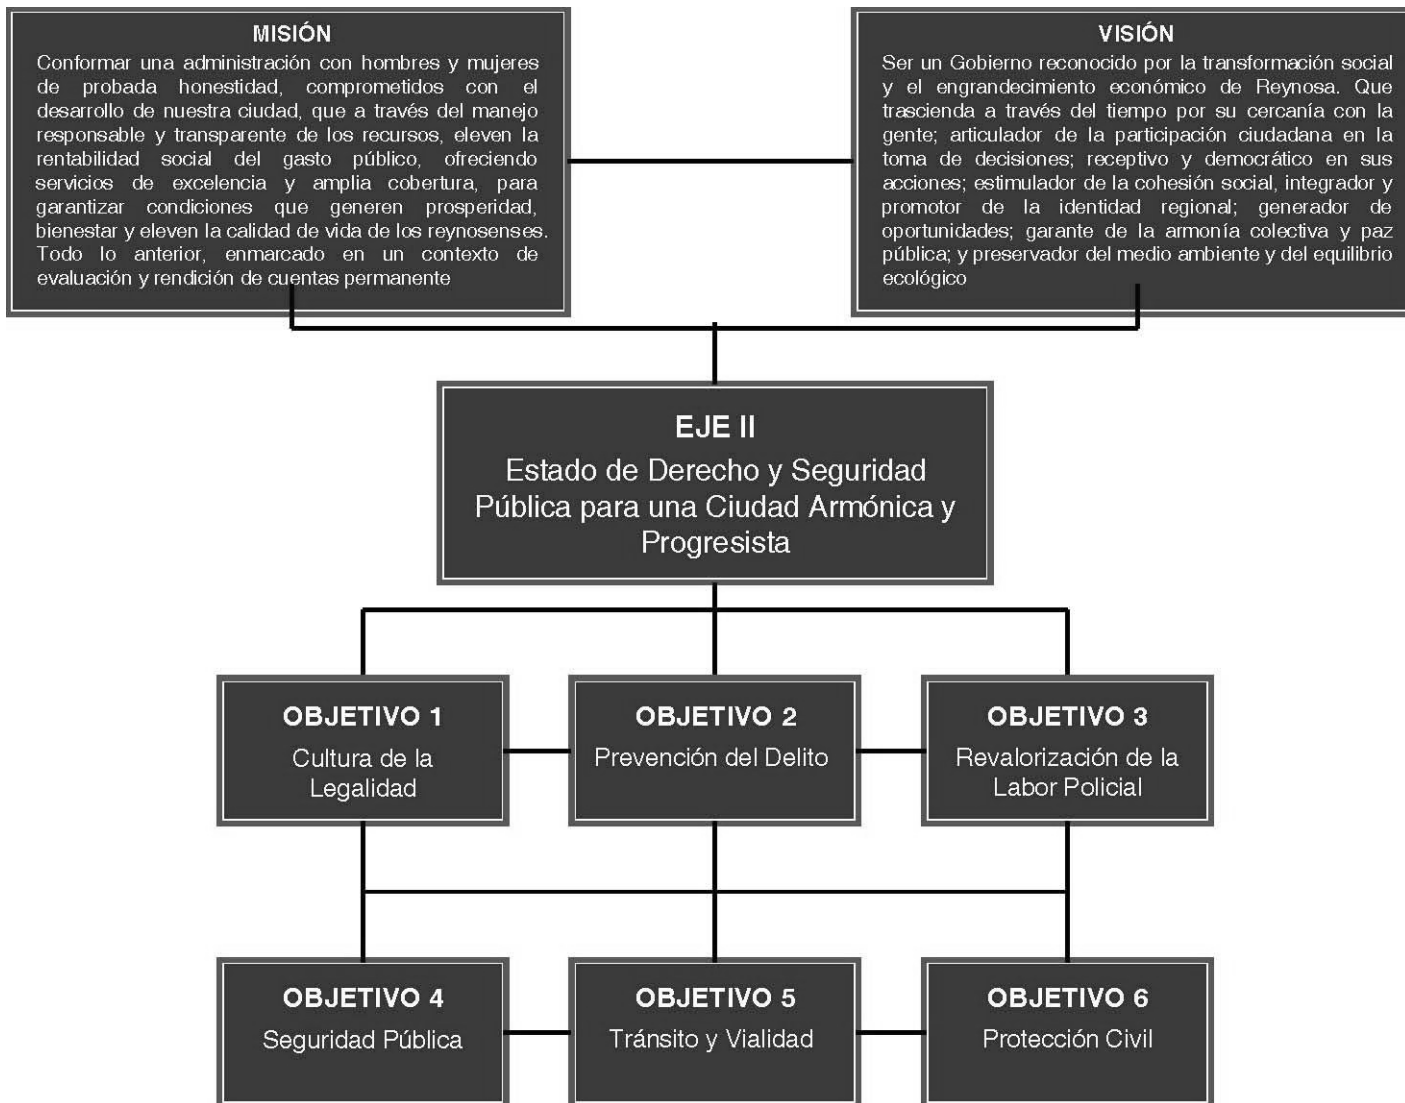 MISIÓN
Conformar una administración con hombres y mujeres
de probada honestidad, comprometidos con el
desarrollo de nuestra ciudad, que a través del manejo
responsable y transparente de los recursos, eleven la
rentabilidad social del gasto público, ofreciendo
servicios de excelencia y amplia cobertura, para
garantizar condiciones que generen prosperidad,
bienestar y eleven la calidad de vida de los reynosenses.
Todo lo anterior, enmarcado en un contexto de
evaluación y rendición de cuentas permanente
VISIÓN
Ser un Gobierno reconocido por la transformación social
y el engrandecimiento económico de Reynosa. Que
trascienda a través del tiempo por su cercanía con la
gente; articulador de la participación ciudadana en la
toma de decisiones; receptivo y democrático en sus
acciones; estimulador de la cohesión social, integrador y
promotor de la identidad regional; generador de
oportunidades; garante de la armonía colectiva y paz
pública; y preservador del medio ambiente y del equilibrio
ecológico
EJE II
Estado de Derecho y Seguridad
Pública para una Ciudad Armónica y
Progresista
OBJETIVO 1
Cultura de la
Legalidad
OBJETIVO 2
Prevención del Delito
OBJETIVO 3
Revalorización de la
Labor Policial
OBJETIVO 4
Seguridad Pública
OBJETIVO 5
Tránsito y Vialidad
OBJETIVO 6
Protección Civil